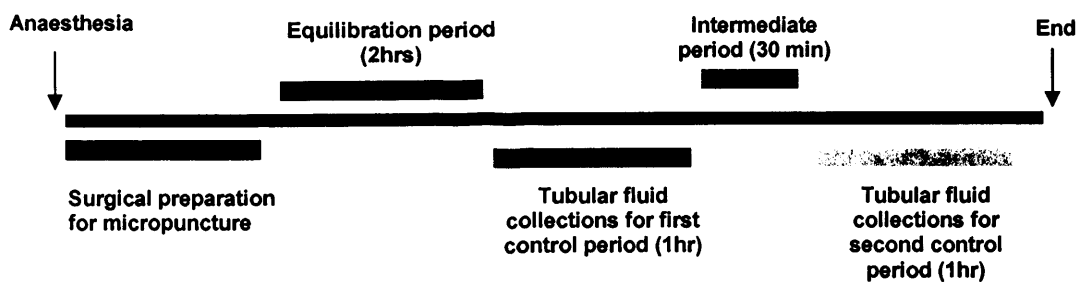 Anaesthesia
Equilibration period
(2hrs)
Intermediate
period (30 min)
End
Surgical preparation
for micropuncture
Tubular fluid
collections for first
control period (1hr)
Tubular fluid
collections for
second control
period (1hr)